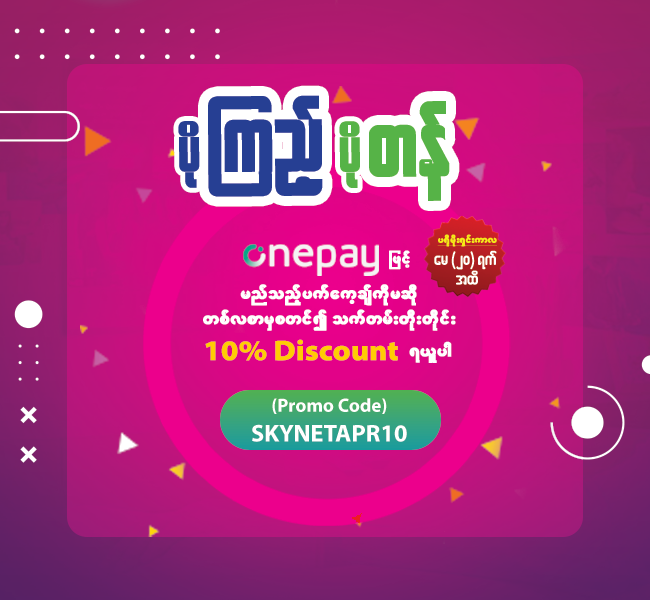 ပို ကြည့် ပို တန်
onepay ဖြင့်
ပရိုမိုးရှင်းကာလ
မေ (၂၀) ရက်
အထိ
မည်သည့်ပက်ကေ့ချ်ကိုမဆို
တစ်လစာမှစတင်၍ သက်တမ်းတိုးတိုင်း
10% Discount ရယူပါ
(Promo Code)
SKYNETAPR10